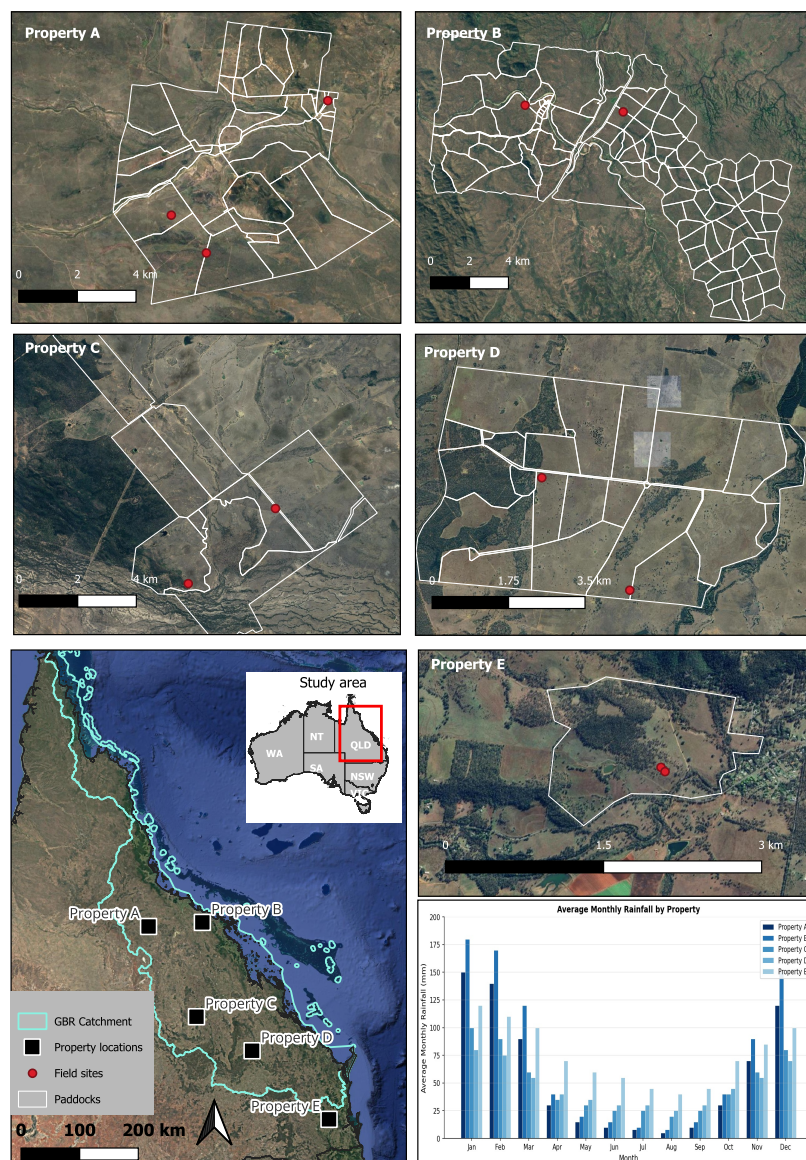 Property A
0 2 4 km
Property B
0 2 4 km
Property C
0 2 4 km
Property D
0 1.75 3.5 km
Study area
WA
NT
QLD
SA
NSW
Property A
Property B
Property C
Property D
Property E
GBR Catchment
Property locations
Field sites
Paddocks
0 100 200 km
Property E
0 1.5 3 km
Average Monthly Rainfall by Property
Average Monthly Rainfall (mm)
200
175
150
125
100
75
50
25
0
Jan Feb Mar Apr May Jun Jul Aug Sep Oct Nov Dec
Month
Property
Property
Property
Property
Property